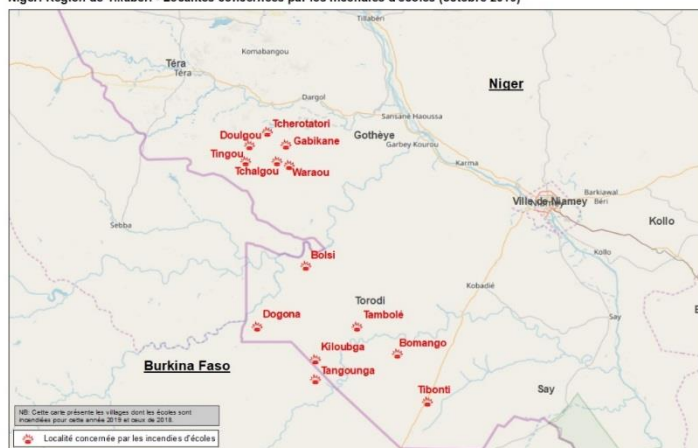 Niger: Région de Tillabéri - Localités concernées par les incendies d'écoles (octobre 2019)
Tillabéri
Komabangou
Téra
Téra
Niger
Dargol
Sansané Haoussa
Tcherotatori
Doulgou
Gabikane
Gothèye
Garbey Kourou
Tingou
Tchalgou
Waraou
Karma
Barkiawal
Béri
Ville de Niamey
Kollo
Sebba
Bolsi
Kollo
Kobadié
Say
Dogona
Torodi
Tambolé
Kiloubga
Bomango
Burkina Faso
Tangounga
Tibonti
Say
NB: Cette carte présente les villages dont les écoles sont
incendiées pour cette année 2019 et ceux de 2018.
Localité concernée par les incendies d'écoles